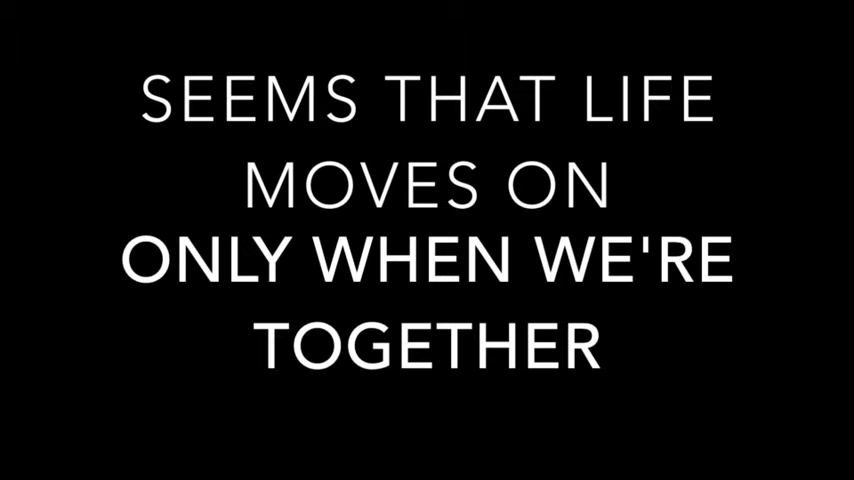 SEEMS THAT LIFE
MOVES ON
ONLY WHEN WE'RE
TOGETHER